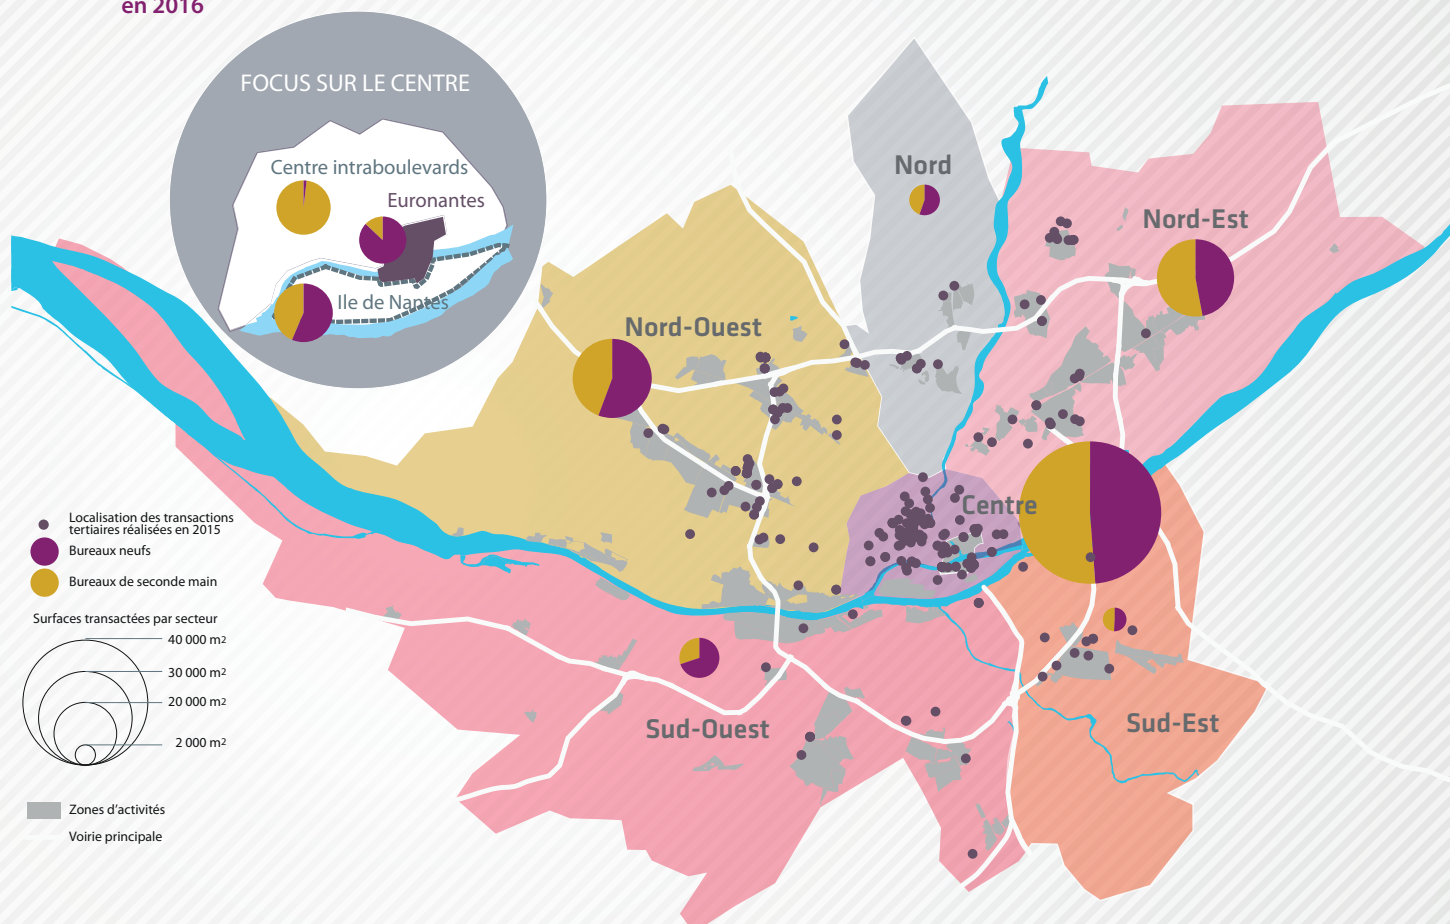 en 2016
FOCUS SUR LE CENTRE
Centre intraboulevards
Euronantes
Ile de Nantes
Nord
Nord-Est
Nord-Ouest
Centre
Sud-Ouest
Sud-Est
Localisation des transactions
tertiaires réalisées en 2015
Bureaux neufs
Bureaux de seconde main
Surfaces transactées par secteur
40 000 m2
30 000 m2
20 000 m2
2 000 m2
Zones d'activités
Voirie principale